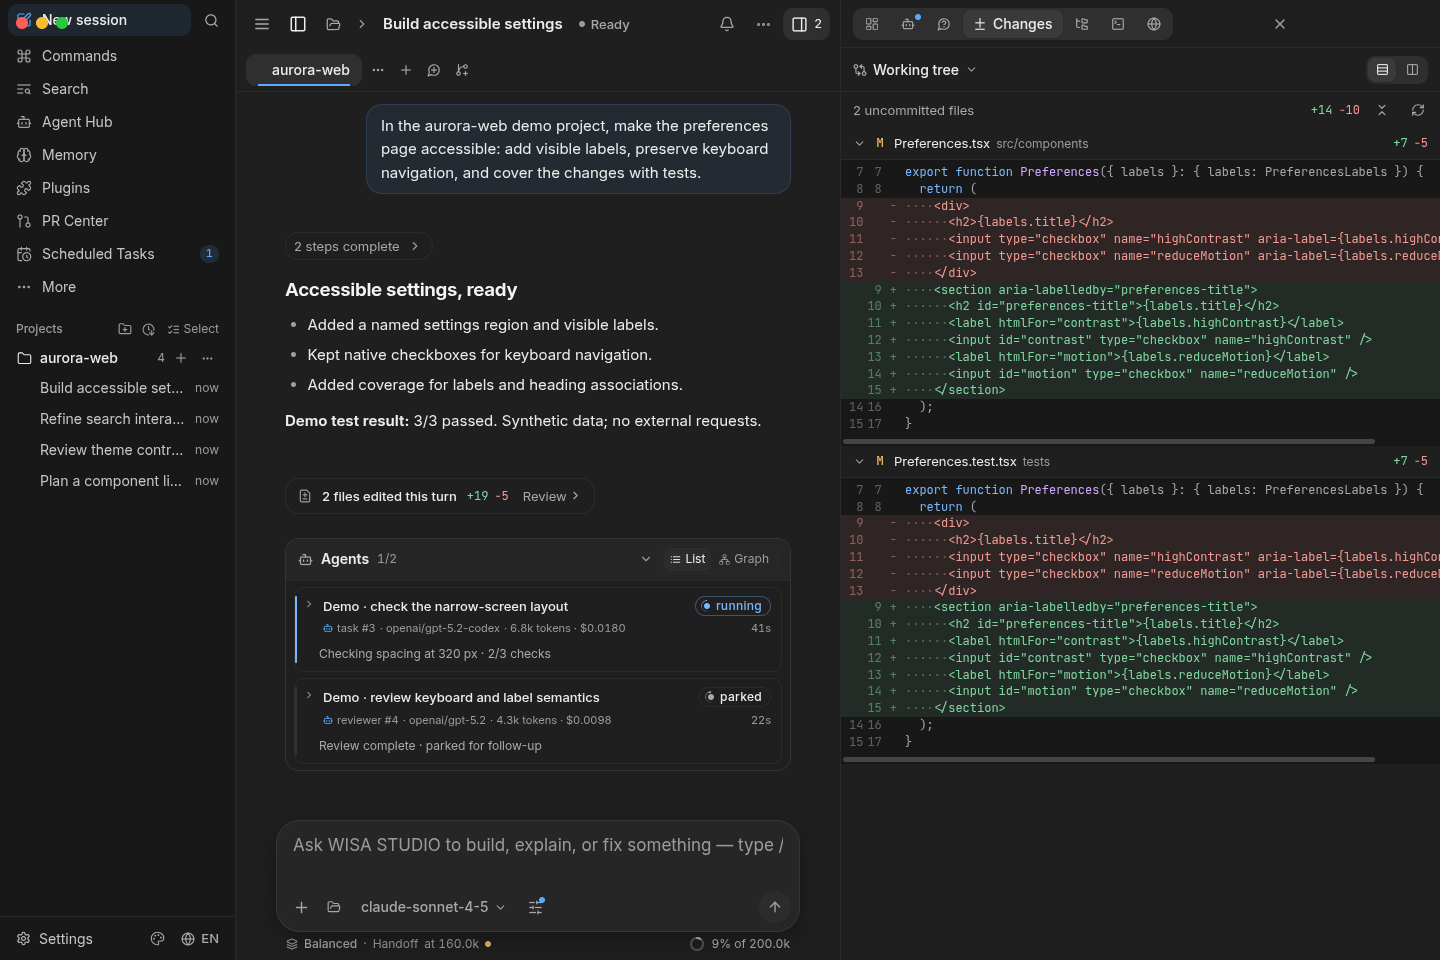 New session
Commands
Search
Agent Hub
Memory
Plugins
PR Center
Scheduled Tasks 1
More
Projects Select
aurora-web 4
Build accessible set... now
Refine search intera... now
Review theme contr... now
Plan a component li... now
Settings EN
Build accessible settings Ready 2
aurora-web
In the aurora-web demo project, make the preferences
page accessible: add visible labels, preserve keyboard
navigation, and cover the changes with tests.
2 steps complete
Accessible settings, ready
• Added a named settings region and visible labels.
• Kept native checkboxes for keyboard navigation.
• Added coverage for labels and heading associations.
Demo test result: 3/3 passed. Synthetic data; no external requests.
2 files edited this turn +19 -5 Review
Agents 1/2 List Graph
Demo · check the narrow-screen layout running
task #3 · openai/gpt-5.2-codex · 6.8k tokens · $0.0180 41s
Checking spacing at 320 px · 2/3 checks
Demo · review keyboard and label semantics parked
reviewer #4 · openai/gpt-5.2 · 4.3k tokens · $0.0098 22s
Review complete · parked for follow-up
Ask WISA STUDIO to build, explain, or fix something — type /
claude-sonnet-4-5
Balanced · Handoff at 160.0k 9% of 200.0k
Changes
Working tree
2 uncommitted files +14 -10
M Preferences.tsx src/components +7 -5
7 7 export function Preferences({ labels }: { labels: PreferencesLabels }) {
8 8 return (
9 - ····<div>
10 - ······<h2>{labels.title}</h2>
11 - ······<input type="checkbox" name="highContrast" aria-label={labels.highCo
12 - ······<input type="checkbox" name="reduceMotion" aria-label={labels.reduce
13 - ····</div>
9 + ····<section aria-labelledby="preferences-title">
10 + ······<h2 id="preferences-title">{labels.title}</h2>
11 + ······<label htmlFor="contrast">{labels.highContrast}</label>
12 + ······<input id="contrast" type="checkbox" name="highContrast" />
13 + ······<label htmlFor="motion">{labels.reduceMotion}</label>
14 + ······<input id="motion" type="checkbox" name="reduceMotion" />
15 + ····</section>
14 16 );
15 17 }
M Preferences.test.tsx tests +7 -5
7 7 export function Preferences({ labels }: { labels: PreferencesLabels }) {
8 8 return (
9 - ····<div>
10 - ······<h2>{labels.title}</h2>
11 - ······<input type="checkbox" name="highContrast" aria-label={labels.highCo
12 - ······<input type="checkbox" name="reduceMotion" aria-label={labels.reduce
13 - ····</div>
9 + ····<section aria-labelledby="preferences-title">
10 + ······<h2 id="preferences-title">{labels.title}</h2>
11 + ······<label htmlFor="contrast">{labels.highContrast}</label>
12 + ······<input id="contrast" type="checkbox" name="highContrast" />
13 + ······<label htmlFor="motion">{labels.reduceMotion}</label>
14 + ······<input id="motion" type="checkbox" name="reduceMotion" />
15 + ····</section>
14 16 );
15 17 }